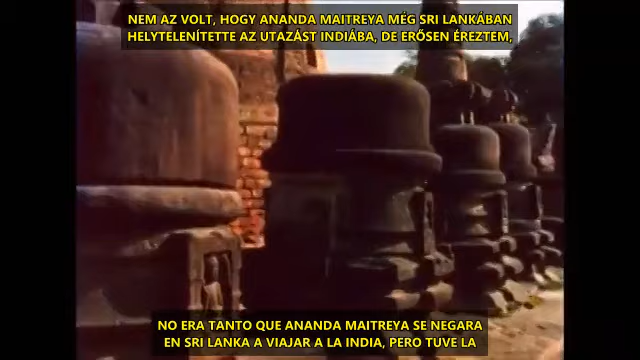 NEM AZ VOLT, HOGY ANANDA MAITREYA MÉG SRI LANKÁBAN
HELYTELENÍTETTE AZ UTAZÁST INDIÁBA, DE ERŐSEN ÉREZTEM,
NO ERA TANTO QUE ANANDA MAITREYA SE NEGARA
EN SRI LANKA A VIAJAR A LA INDIA, PERO TUVE LA